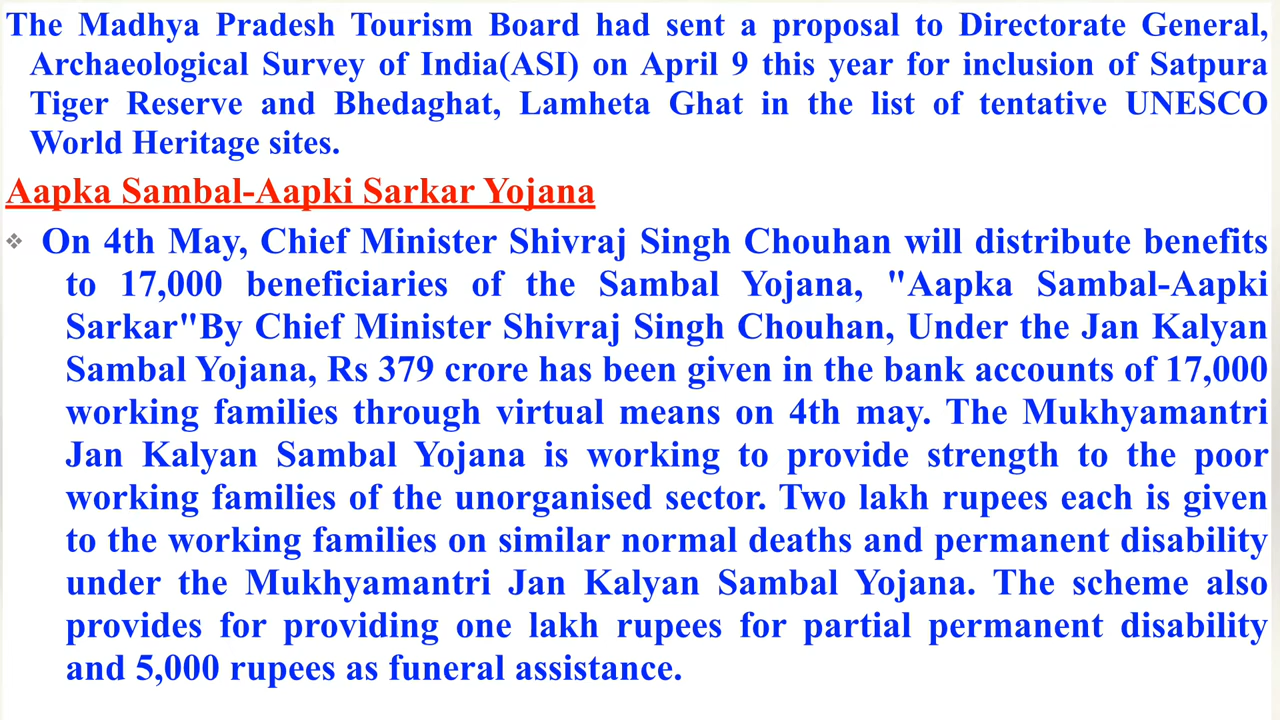 The Madhya Pradesh Tourism Board had sent a proposal to Directorate General,
Archaeological Survey of India(ASI) on April 9 this year for inclusion of Satpura
Tiger Reserve and Bhedaghat, Lamheta Ghat in the list of tentative UNESCO
World Heritage sites.
Aapka Sambal-Aapki Sarkar Yojana
❖ On 4th May, Chief Minister Shivraj Singh Chouhan will distribute benefits
to 17,000 beneficiaries of the Sambal Yojana, "Aapka Sambal-Aapki
Sarkar"By Chief Minister Shivraj Singh Chouhan, Under the Jan Kalyan
Sambal Yojana, Rs 379 crore has been given in the bank accounts of 17,000
working families through virtual means on 4th may. The Mukhyamantri
Jan Kalyan Sambal Yojana is working to provide strength to the poor
working families of the unorganised sector. Two lakh rupees each is given
to the working families on similar normal deaths and permanent disability
under the Mukhyamantri Jan Kalyan Sambal Yojana. The scheme also
provides for providing one lakh rupees for partial permanent disability
and 5,000 rupees as funeral assistance.